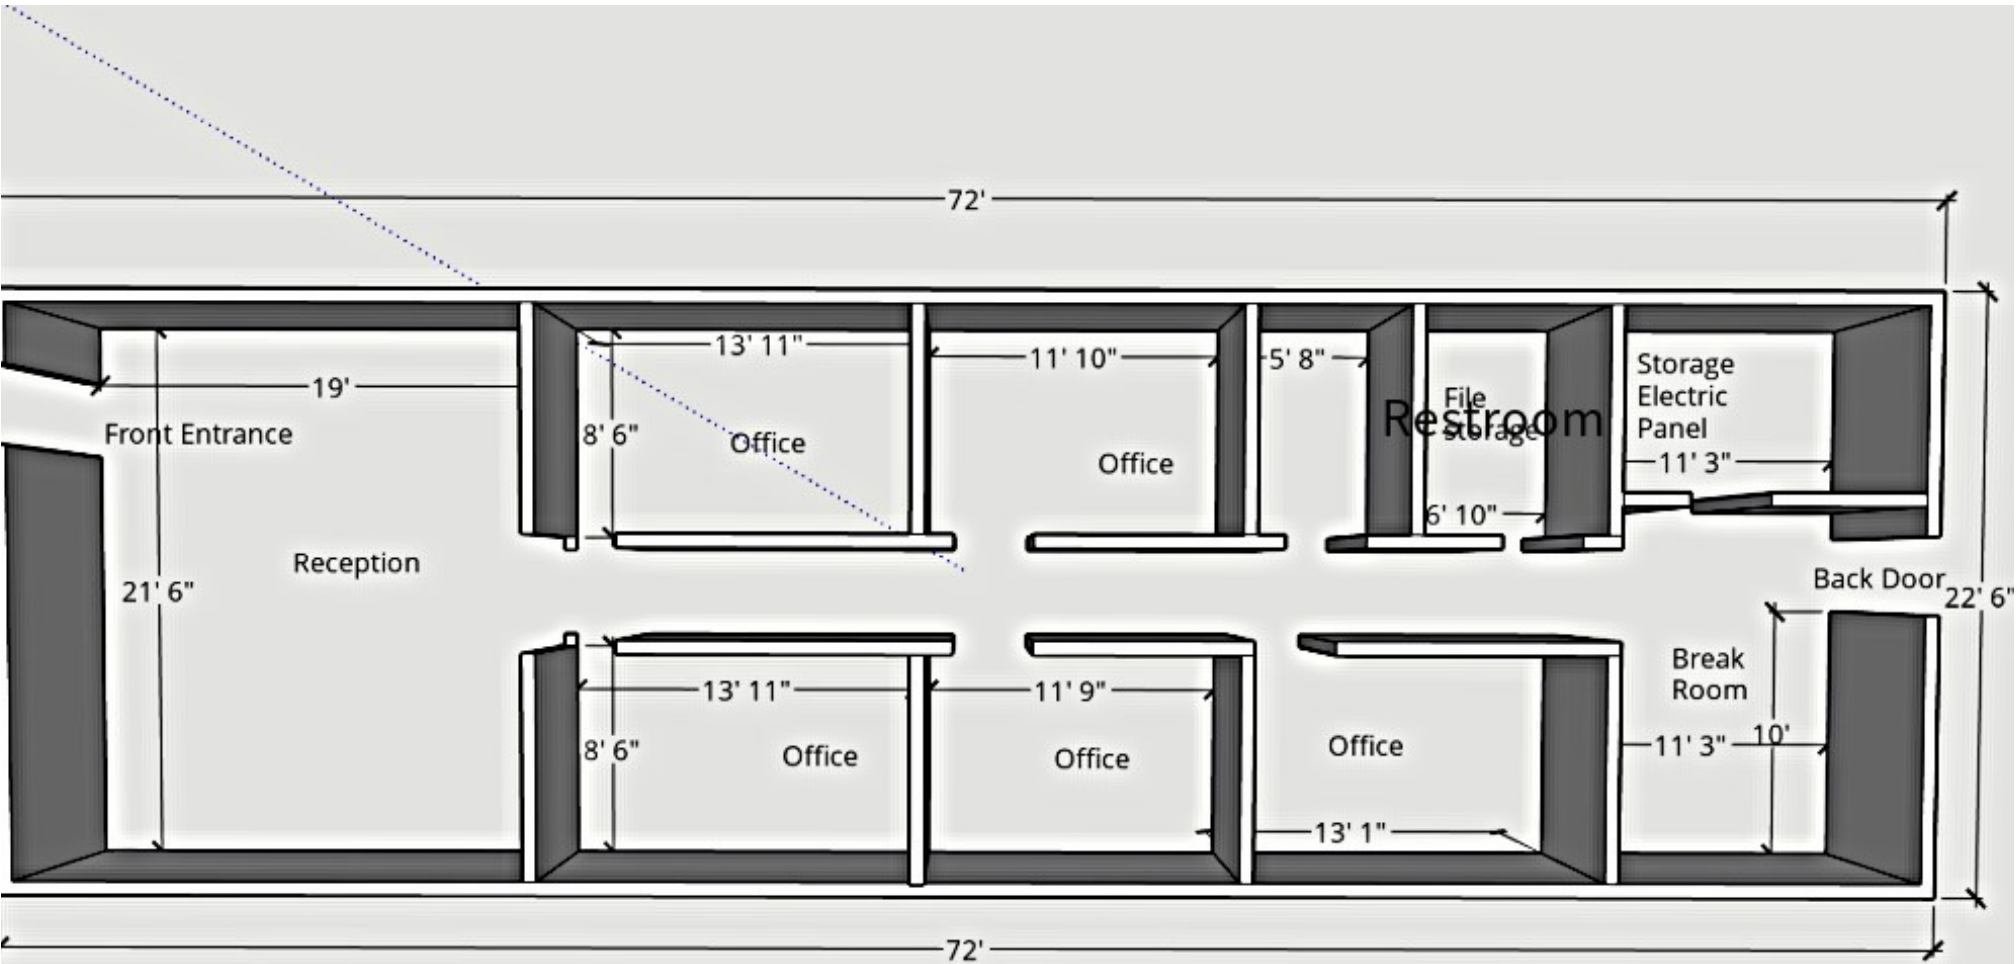 72'
13' 11"
11' 10"
5' 8"
19'
File
Storage
Restroom
Storage
Electric
Panel
Front Entrance
8' 6"
Office
Office
11' 3"
6' 10"
Reception
21' 6"
Back Door
22' 6"
Break
Room
13' 11"
11' 9"
8' 6"
Office
Office
Office
11' 3"
10'
13' 1"
72'